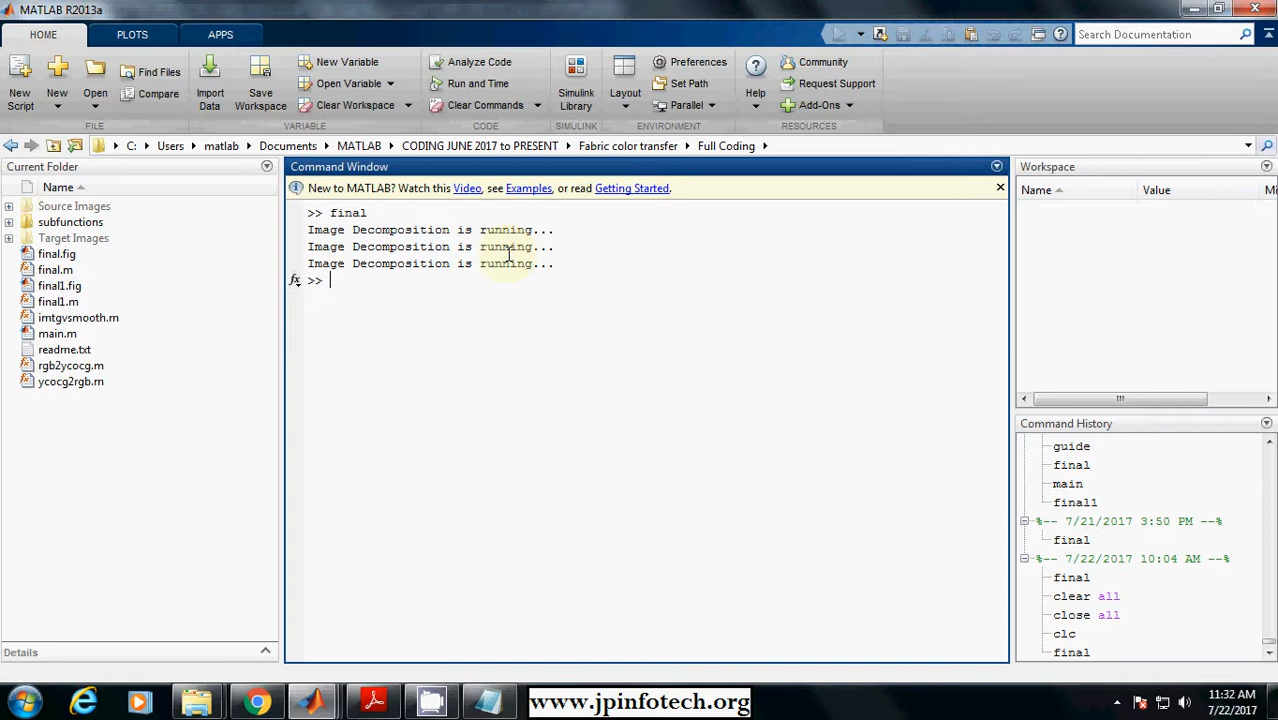 MATLAB R2013a
HOME PLOTS APPS Search Documentation
New Script New Open Find Files Compare FILE
Import Data Save Workspace New Variable Open Variable Clear Workspace VARIABLE
Analyze Code Run and Time Clear Commands CODE
Simulink Library SIMULINK
Layout Preferences Set Path Parallel ENVIRONMENT
Help Community Request Support Add-Ons RESOURCES
C: Users matlab Documents MATLAB CODING JUNE 2017 to PRESENT Fabric color transfer Full Coding
Current Folder
Name
Source Images
subfunctions
Target Images
final.fig
final.m
final1.fig
final1.m
irntgvsmooth.m
main.m
readme.txt
rgb2ycocg.m
ycocg2rgb.m
Details
Command Window
New to MATLAB? Watch this Video, see Examples, or read Getting Started.
>> final
Image Decomposition is running...
Image Decomposition is running...
Image Decomposition is running...
fx >>
Workspace
Name Value Mi
Command History
guide
final
main
final1
%-- 7/21/2017 3:50 PM --%
final
%-- 7/22/2017 10:04 AM --%
final
clear all
close all
clc
final
www.jpinfotech.org
11:32 AM
7/22/2017